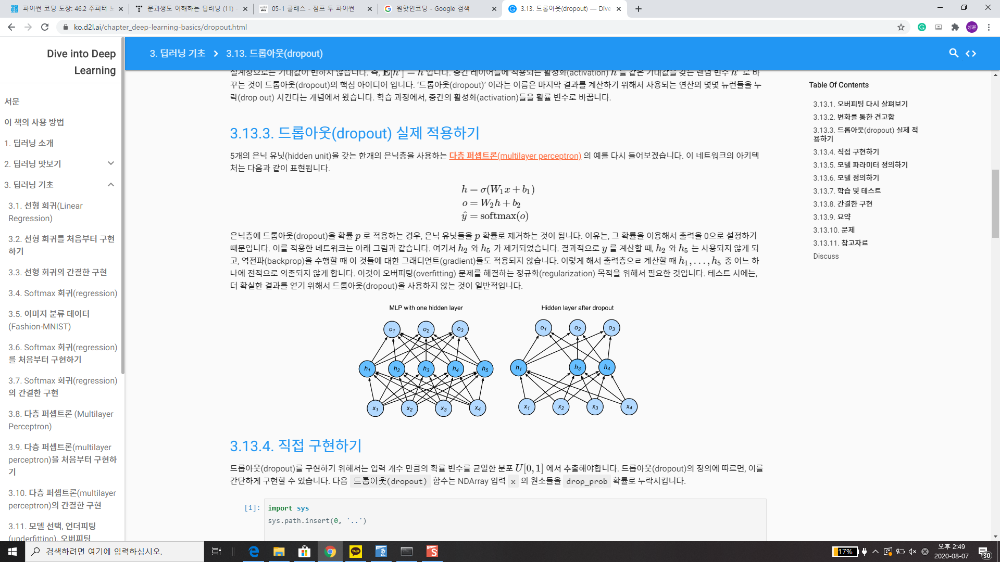 파이썬 코딩 도장: 46.2 주피터 노
문과생도 이해하는 딥러닝 (11) -
05-1 클래스 - 점프 투 파이썬
원핫인코딩 - Google 검색
3.13. 드롭아웃(dropout) — Dive
ko.d2l.ai/chapter_deep-learning-basics/dropout.html
성윤
Dive into Deep
Learning
서문
이 책의 사용 방법
1. 딥러닝 소개
2. 딥러닝 맛보기
3. 딥러닝 기초
3.1. 선형 회귀(Linear
Regression)
3.2. 선형 회귀를 처음부터 구현
하기
3.3. 선형 회귀의 간결한 구현
3.4. Softmax 회귀(regression)
3.5. 이미지 분류 데이터
(Fashion-MNIST)
3.6. Softmax 회귀(regression)
를 처음부터 구현하기
3.7. Softmax 회귀(regression)
의 간결한 구현
3.8. 다층 퍼셉트론 (Multilayer
Perceptron)
3.9. 다층 퍼셉트론(multilayer
perceptron)을 처음부터 구현하
기
3.10. 다층 퍼셉트론(multilayer
perceptron)의 간결한 구현
3.11. 모델 선택, 언더피팅
(underfitting), 오버피팅
3. 딥러닝 기초 3.13. 드롭아웃(dropout)
설계상으로는 기대값이 변하지 않습니다. 즉, E[h′] = h 입니다. 중간 레이어들에 적용되는 활성화(activation) h 를 같은 기대값을 갖는 랜덤 변수 h′ 로 바
꾸는 것이 드롭아웃(dropout)의 핵심 아이디어 입니다. ‘드롭아웃(dropout)’ 이라는 이름은 마지막 결과를 계산하기 위해서 사용되는 연산의 몇몇 뉴런들을 누
락(drop out) 시킨다는 개념에서 왔습니다. 학습 과정에서, 중간의 활성화(activation)들을 활률 변수로 바꿉니다.
3.13.3. 드롭아웃(dropout) 실제 적용하기
5개의 은닉 유닛(hidden unit)을 갖는 한개의 은닉층을 사용하는 다층 퍼셉트론(multilayer perceptron) 의 예를 다시 들어보겠습니다. 이 네트워크의 아키텍
처는 다음과 같이 표현됩니다.
h = σ(W₁x + b₁)
o = W₂h + b₂
ŷ = softmax(o)
은닉층에 드롭아웃(dropout)을 확률 p 로 적용하는 경우, 은닉 유닛들을 p 확률로 제거하는 것이 됩니다. 이유는, 그 확률을 이용해서 출력을 0으로 설정하기
때문입니다. 이를 적용한 네트워크는 아래 그림과 같습니다. 여기서 h₂ 와 h₅ 가 제거되었습니다. 결과적으로 y 를 계산할 때, h₂ 와 h₅ 는 사용되지 않게 되
고, 역전파(backprop)을 수행할 때 이 것들에 대한 그래디언트(gradient)들도 적용되지 않습니다. 이렇게 해서 출력층으ㄹ 계산할 때 h₁, . . . , h₅ 중 어느 하
나에 전적으로 의존되지 않게 합니다. 이것이 오버피팅(overfitting) 문제를 해결하는 정규화(regularization) 목적을 위해서 필요한 것입니다. 테스트 시에는,
더 확실한 결과를 얻기 위해서 드롭아웃(dropout)을 사용하지 않는 것이 일반적입니다.
MLP with one hidden layer
o₁ o₂ o₃
h₁ h₂ h₃ h₄ h₅
x₁ x₂ x₃ x₄
Hidden layer after dropout
o₁ o₂ o₃
h₁ h₃ h₄
x₁ x₂ x₃ x₄
3.13.4. 직접 구현하기
드롭아웃(dropout)를 구현하기 위해서는 입력 개수 만큼의 확률 변수를 균일한 분포 U[0, 1] 에서 추출해야합니다. 드롭아웃(dropout)의 정의에 따르면, 이를
간단하게 구현할 수 있습니다. 다음 드롭아웃(dropout) 함수는 NDArray 입력 x 의 원소들을 drop_prob 확률로 누락시킵니다.
[1]: import sys
sys.path.insert(0, '..')
Table Of Contents
3.13.1. 오버피팅 다시 살펴보기
3.13.2. 변화를 통한 견고함
3.13.3. 드롭아웃(dropout) 실제 적
용하기
3.13.4. 직접 구현하기
3.13.5. 모델 파라미터 정의하기
3.13.6. 모델 정의하기
3.13.7. 학습 및 테스트
3.13.8. 간결한 구현
3.13.9. 요약
3.13.10. 문제
3.13.11. 참고자료
Discuss
검색하려면 여기에 입력하십시오.
TALK
17%
오후 2:49
2020-08-07
30